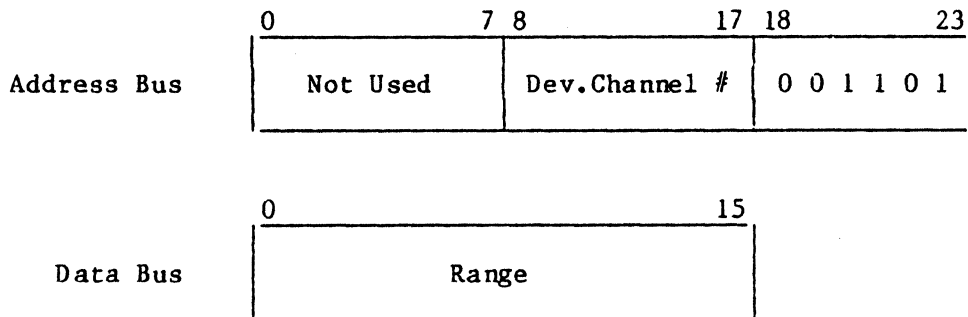 0 7 8 17 18 23
Address Bus Not Used Dev.Channel # 0 0 1 1 0 1
0 15
Data Bus Range